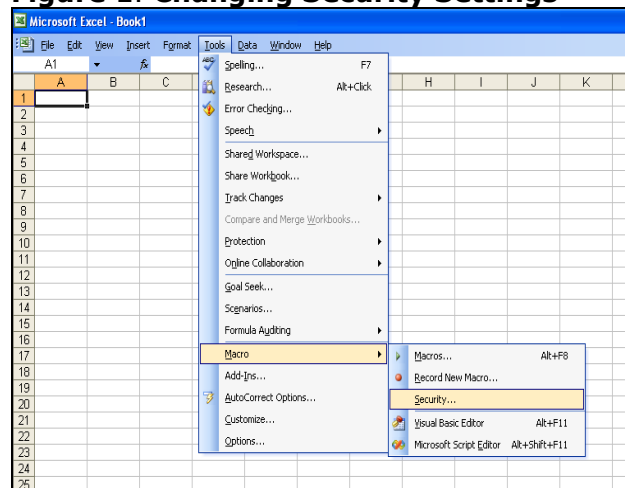 Figure 1: Changing Security Settings
Microsoft Excel - Book1
File Edit View Insert Format Tools Data Window Help
A1 fx
A B C H I J K
Spelling... F7
Research... Alt+Click
Error Checking...
Speech
Shared Workspace...
Share Workbook...
Track Changes
Compare and Merge Workbooks...
Protection
Online Collaboration
Goal Seek...
Scenarios...
Formula Auditing
Macro
Add-Ins...
AutoCorrect Options...
Customize...
Options...
Macros... Alt+F8
Record New Macro...
Security...
Visual Basic Editor Alt+F11
Microsoft Script Editor Alt+Shift+F11
1
2
3
4
5
6
7
8
9
10
11
12
13
14
15
16
17
18
19
20
21
22
23
24
25